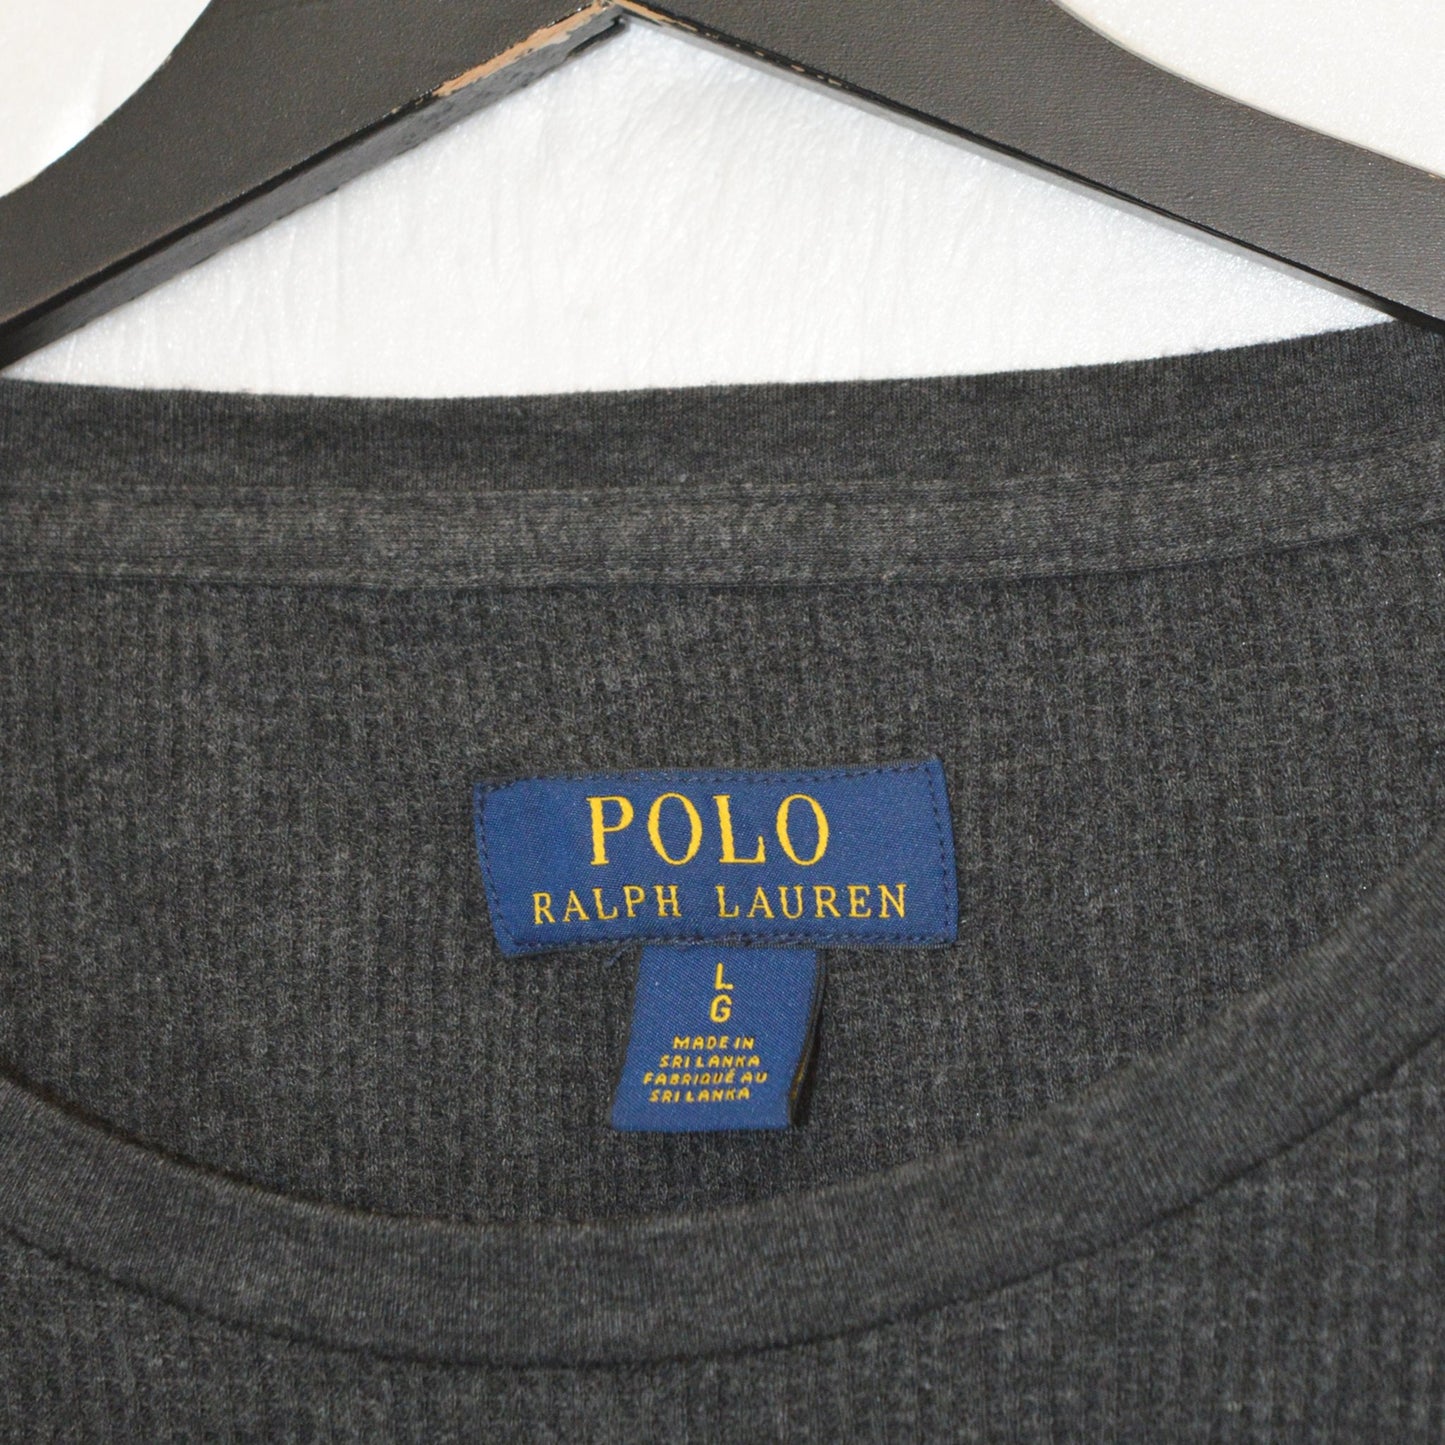 POLO
RALPH LAUREN
L
G
MADE IN
SRI LANKA
FABRIQUÉ AU
SRI LANKA